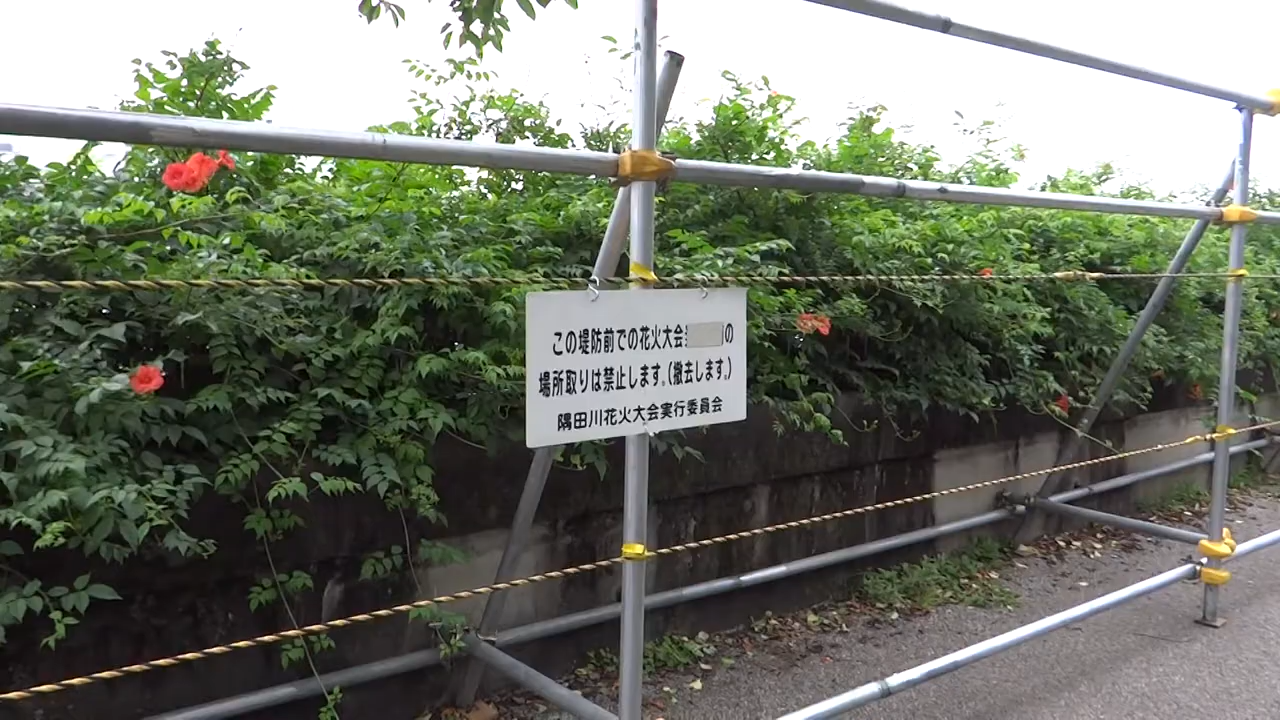 この堤防前での花火大会の
場所取りは禁止します。(撤去します。)
隅田川花火大会実行委員会